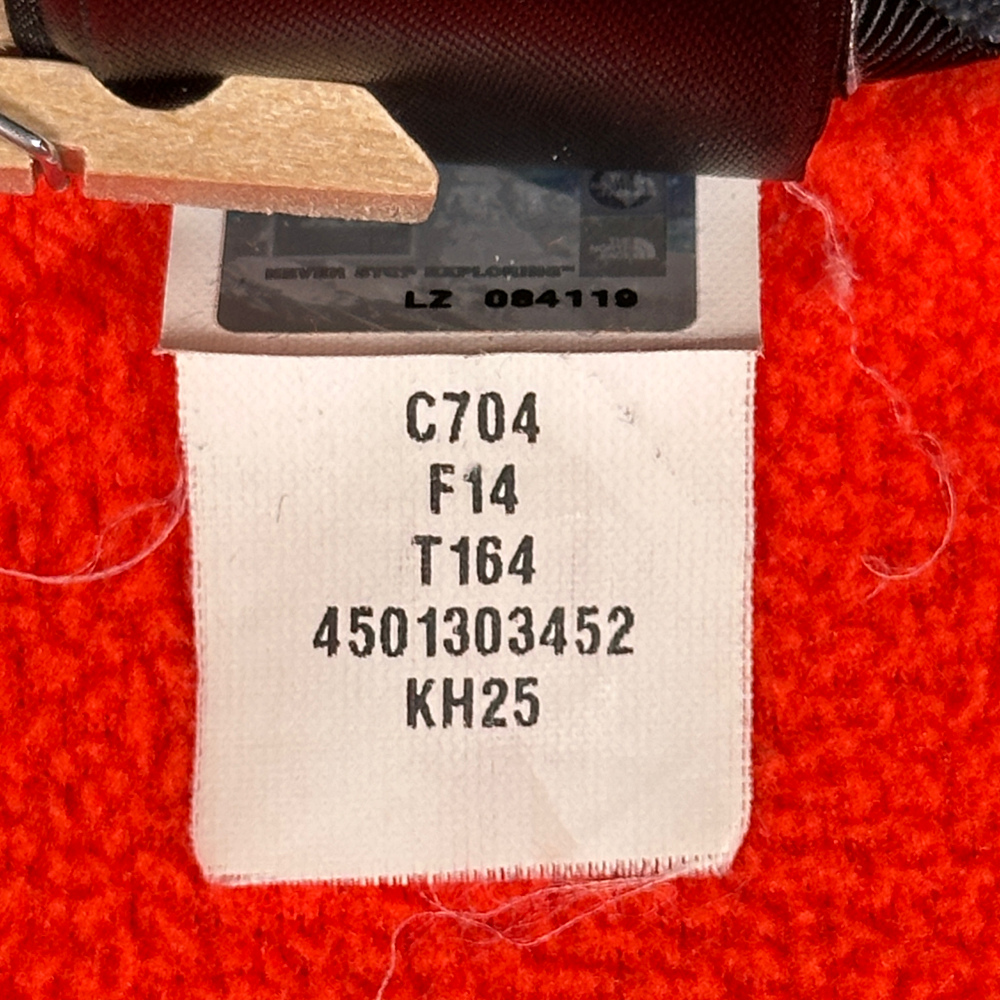 NEVER STOP EXPLORING™
LZ 084119
C704
F14
T164
4501303452
KH25